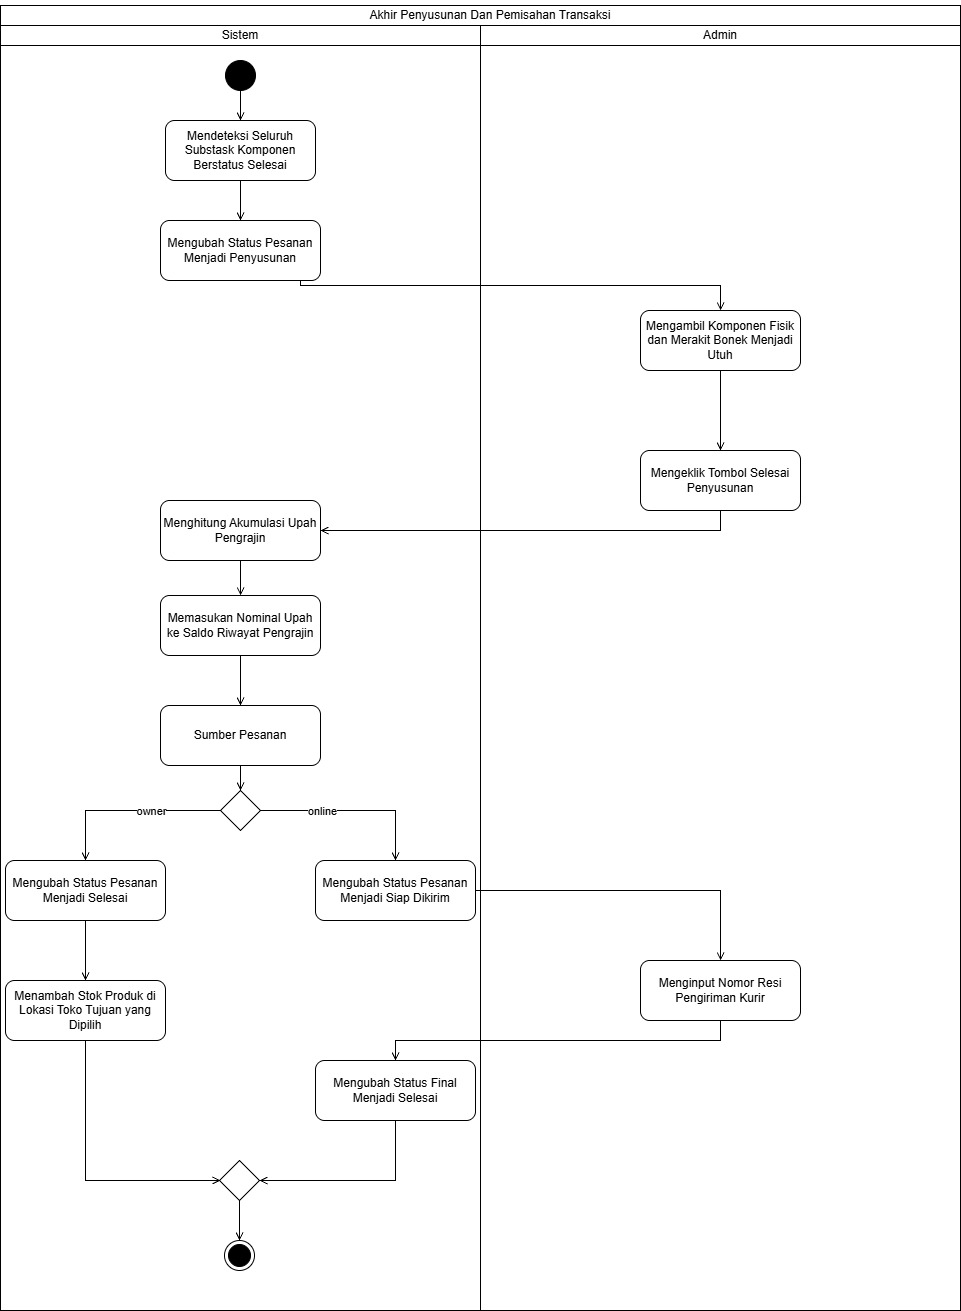 Akhir Penyusunan Dan Pemisahan Transaksi
Sistem
Admin
Mendeteksi Seluruh
Substask Komponen
Berstatus Selesai
Mengubah Status Pesanan
Menjadi Penyusunan
Mengambil Komponen Fisik
dan Merakit Bonek Menjadi
Utuh
Mengeklik Tombol Selesai
Penyusunan
Menghitung Akumulasi Upah
Pengrajin
Memasukan Nominal Upah
ke Saldo Riwayat Pengrajin
Sumber Pesanan
owner
online
Mengubah Status Pesanan
Menjadi Selesai
Mengubah Status Pesanan
Menjadi Siap Dikirim
Menginput Nomor Resi
Pengiriman Kurir
Menambah Stok Produk di
Lokasi Toko Tujuan yang
Dipilih
Mengubah Status Final
Menjadi Selesai